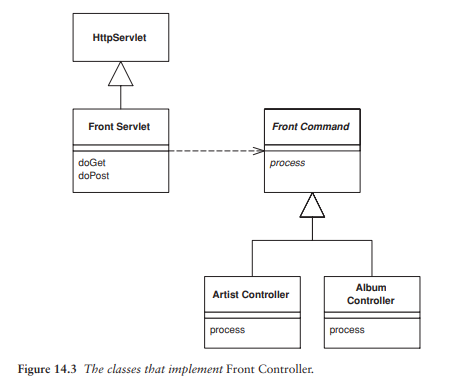 HttpServlet
Front Servlet
doGet
doPost
Front Command
process
Artist Controller
process
Album
Controller
process
Figure 14.3 The classes that implement Front Controller.